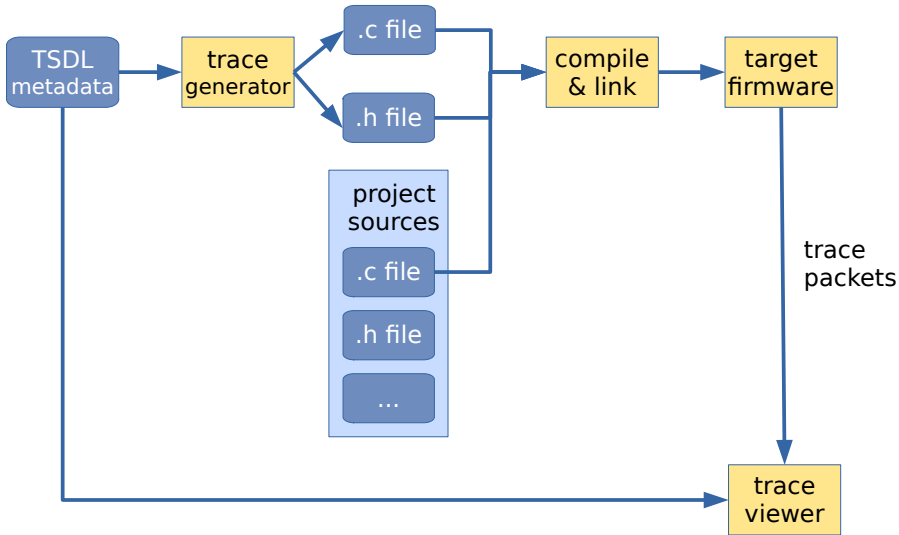 TSDL
metadata
trace
generator
.c file
.h file
compile
& link
target
firmware
project
sources
.c file
.h file
...
trace
packets
trace
viewer